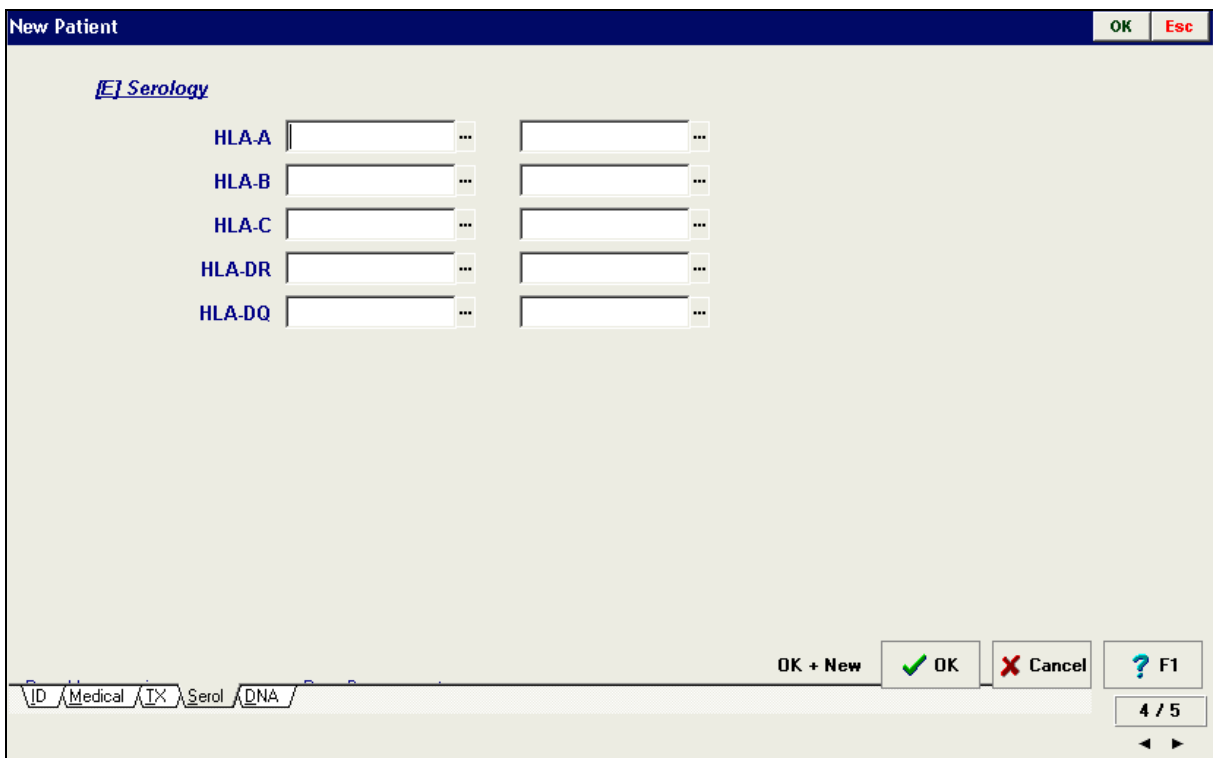 New Patient OK Esc
[E] Serology
HLA-A ... ...
HLA-B ... ...
HLA-C ... ...
HLA-DR ... ...
HLA-DQ ... ...
OK + New OK Cancel ? F1
ID Medical TX Serol DNA
4 / 5